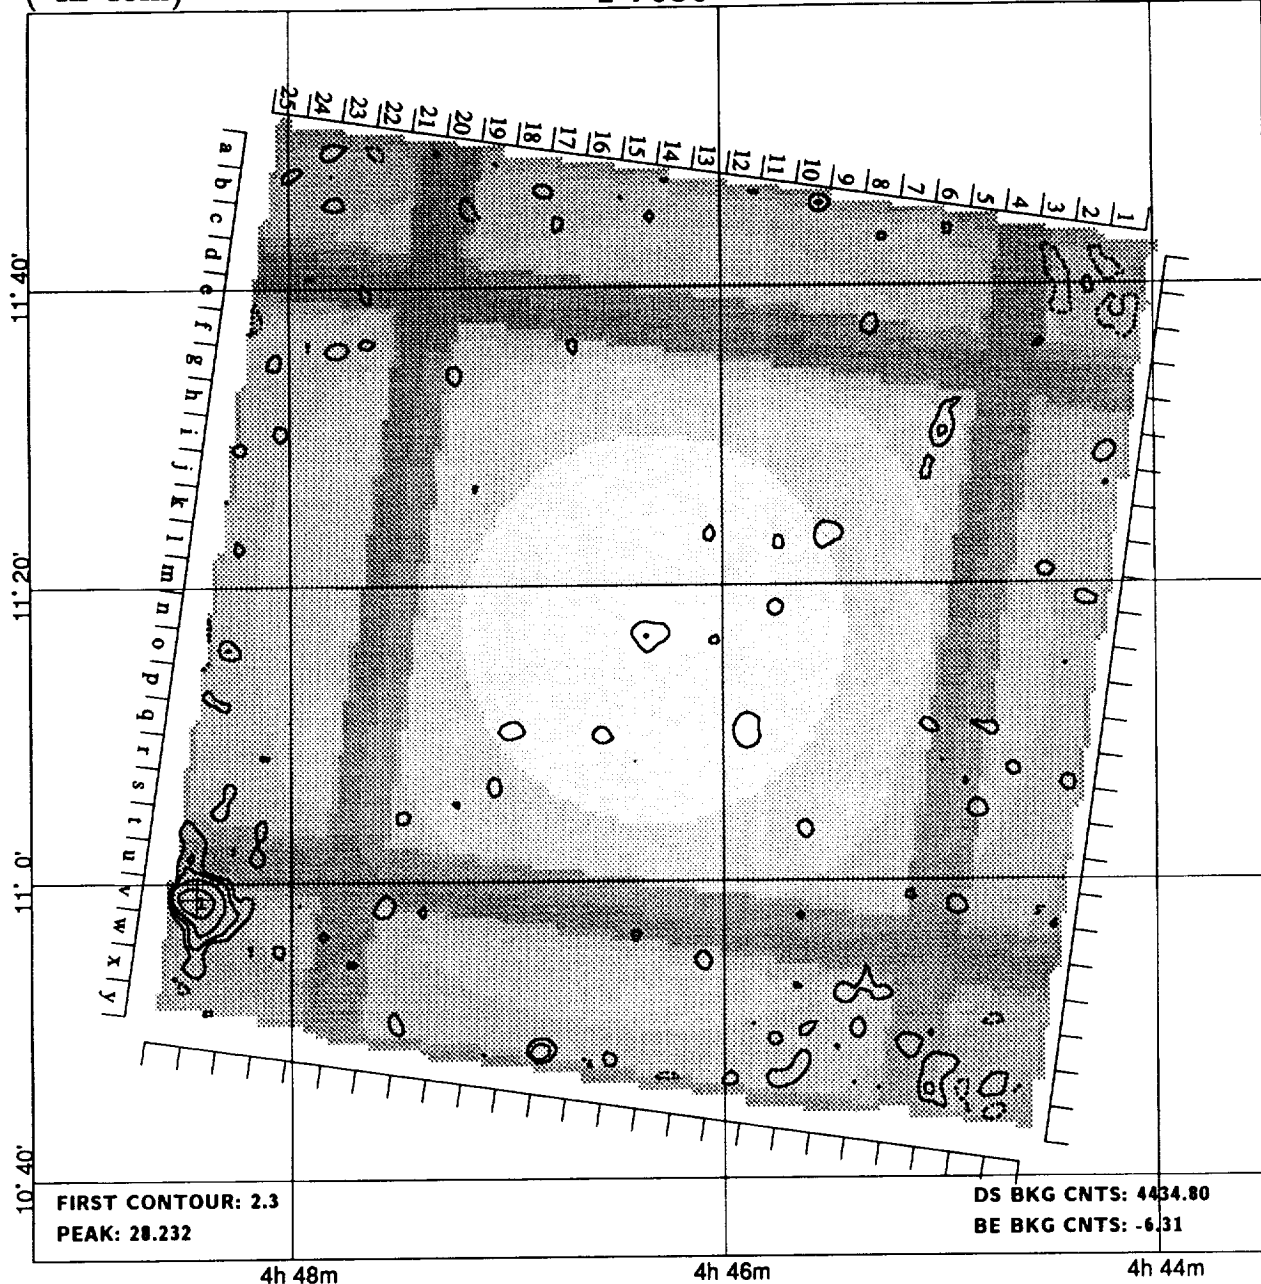 25 24 23 22 21 20 19 18 17 16 15 14 13 12 11 10 9 8 7 6 5 4 3 2 1
a b c d e f g h i j k l m n o p q r s t u v w x y
11° 40'
11° 20'
11° 0'
10° 40'
FIRST CONTOUR: 2.3
PEAK: 28.232
DS BKG CNTS: 4434.80
BE BKG CNTS: -6.31
4h 48m 4h 46m 4h 44m